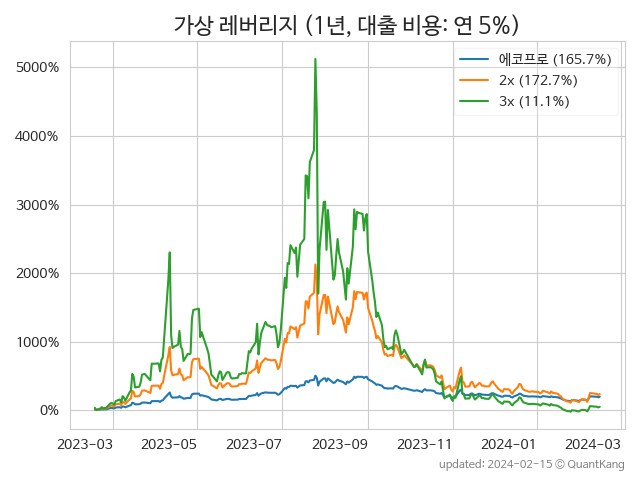 가상 레버리지 (1년, 대출 비용: 연 5%)
에코프로 (165.7%)
2x (172.7%)
3x (11.1%)
5000%
4000%
3000%
2000%
1000%
0%
2023-03 2023-05 2023-07 2023-09 2023-11 2024-01 2024-03
updated: 2024-02-15 © QuantKang